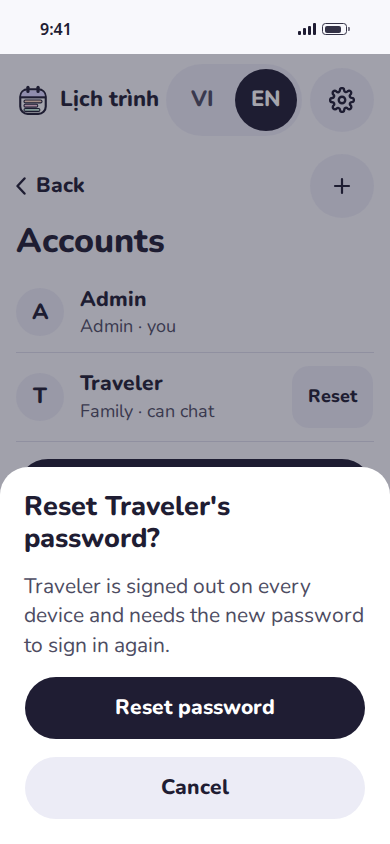 9:41
Lịch trình
VI
EN
Back
Accounts
A
Admin
Admin · you
T
Traveler
Family · can chat
Reset
Reset Traveler's
password?
Traveler is signed out on every
device and needs the new password
to sign in again.
Reset password
Cancel